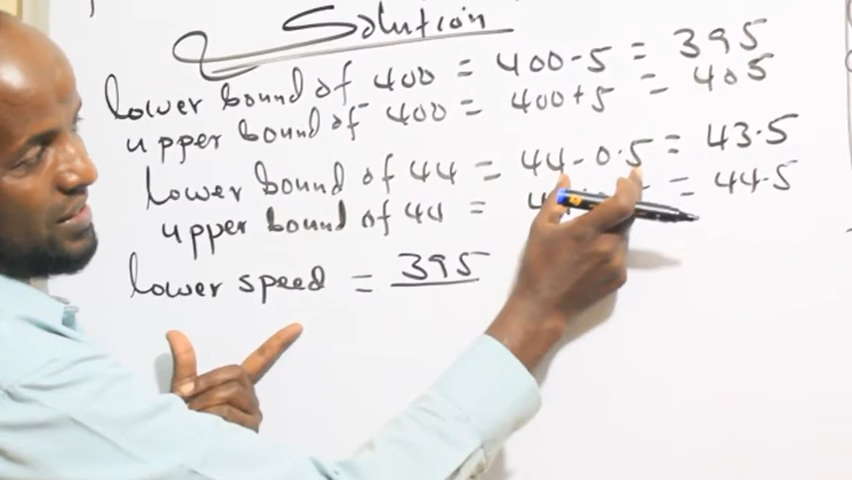 Solution
lower bound of 400 = 400-5 = 395
upper bound of 400 = 400+5 = 405
lower bound of 44 = 44-0.5 = 43.5
upper bound of 44 = = 44.5
lower speed = 395